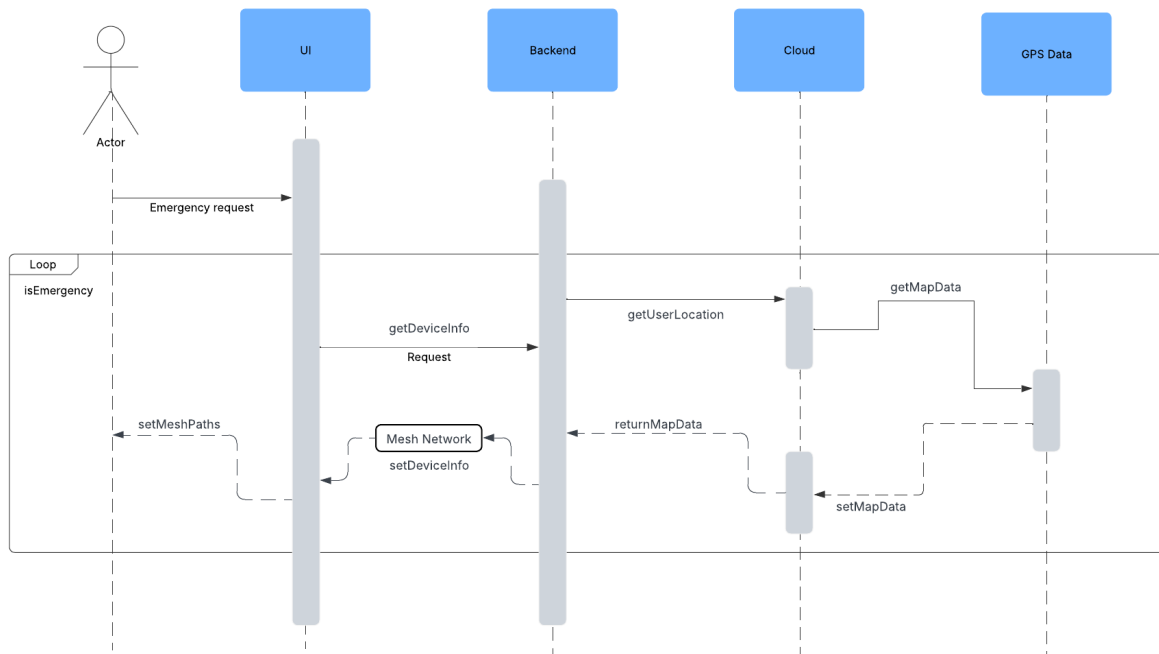 UI
Backend
Cloud
GPS Data
Actor
Emergency request
Loop
isEmergency
getMapData
getUserLocation
getDeviceInfo
Request
setMeshPaths
Mesh Network
returnMapData
setDeviceInfo
setMapData